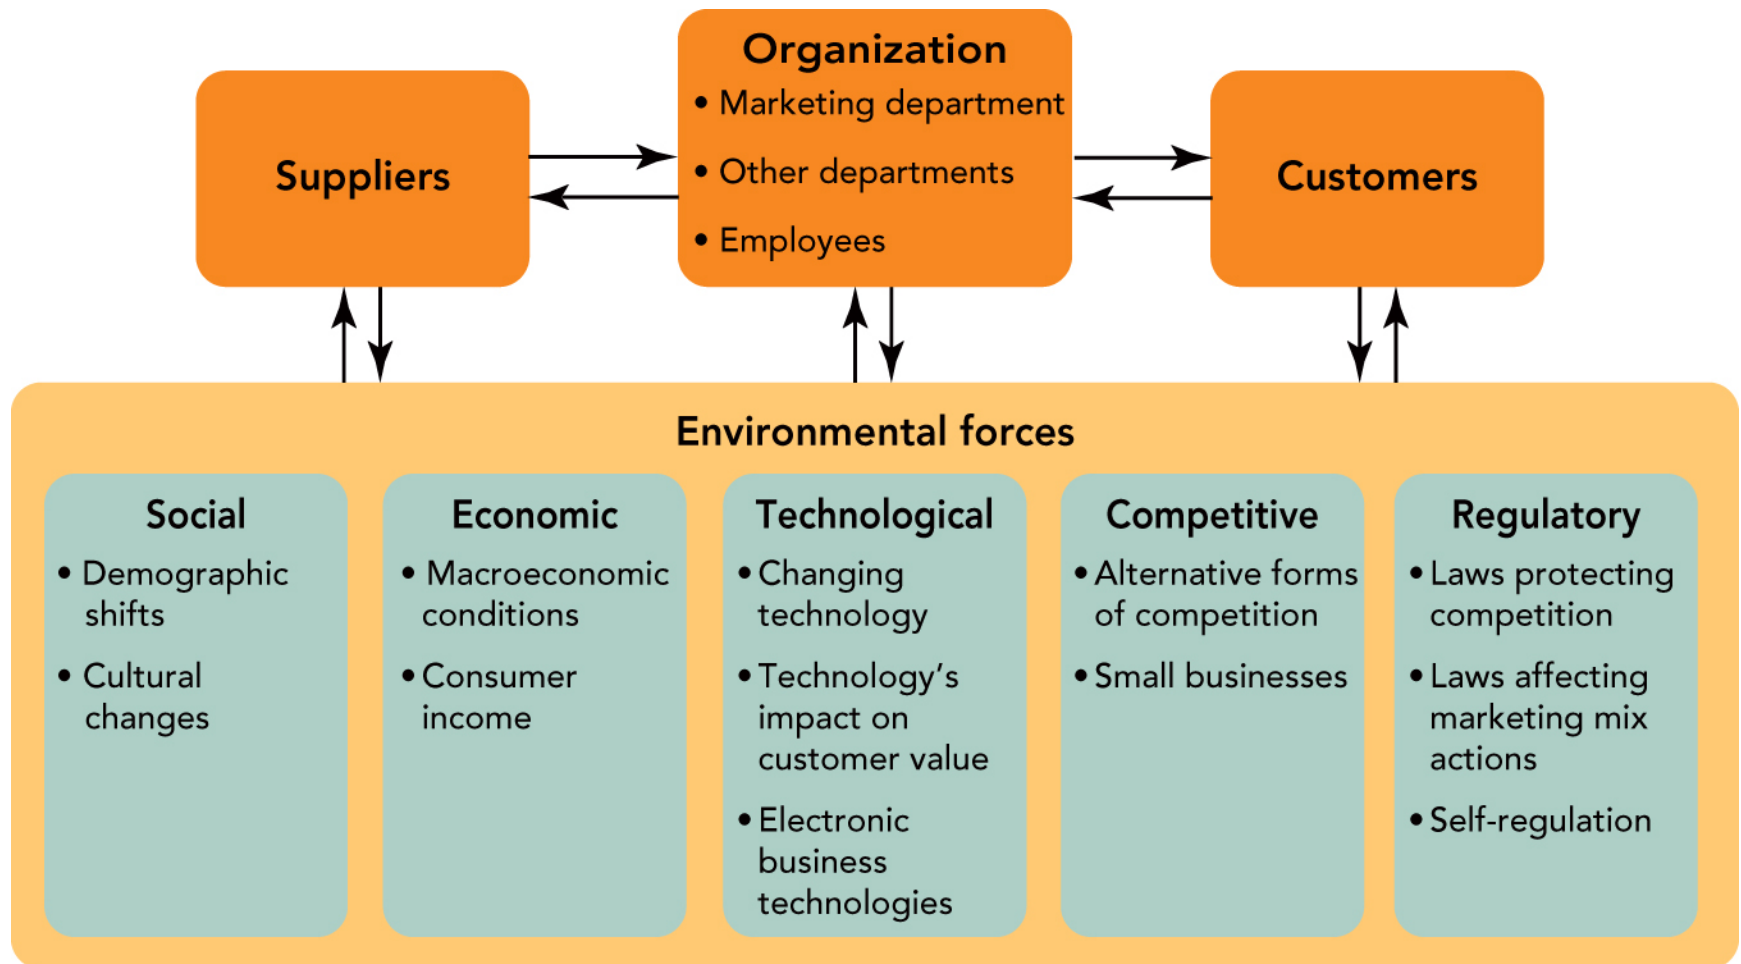 Organization
• Marketing department
• Other departments
• Employees
Suppliers
Customers
Environmental forces
Social
• Demographic
shifts
• Cultural
changes
Economic
• Macroeconomic
conditions
• Consumer
income
Technological
• Changing
technology
• Technology’s
impact on
customer value
• Electronic
business
technologies
Competitive
• Alternative forms
of competition
• Small businesses
Regulatory
• Laws protecting
competition
• Laws affecting
marketing mix
actions
• Self-regulation